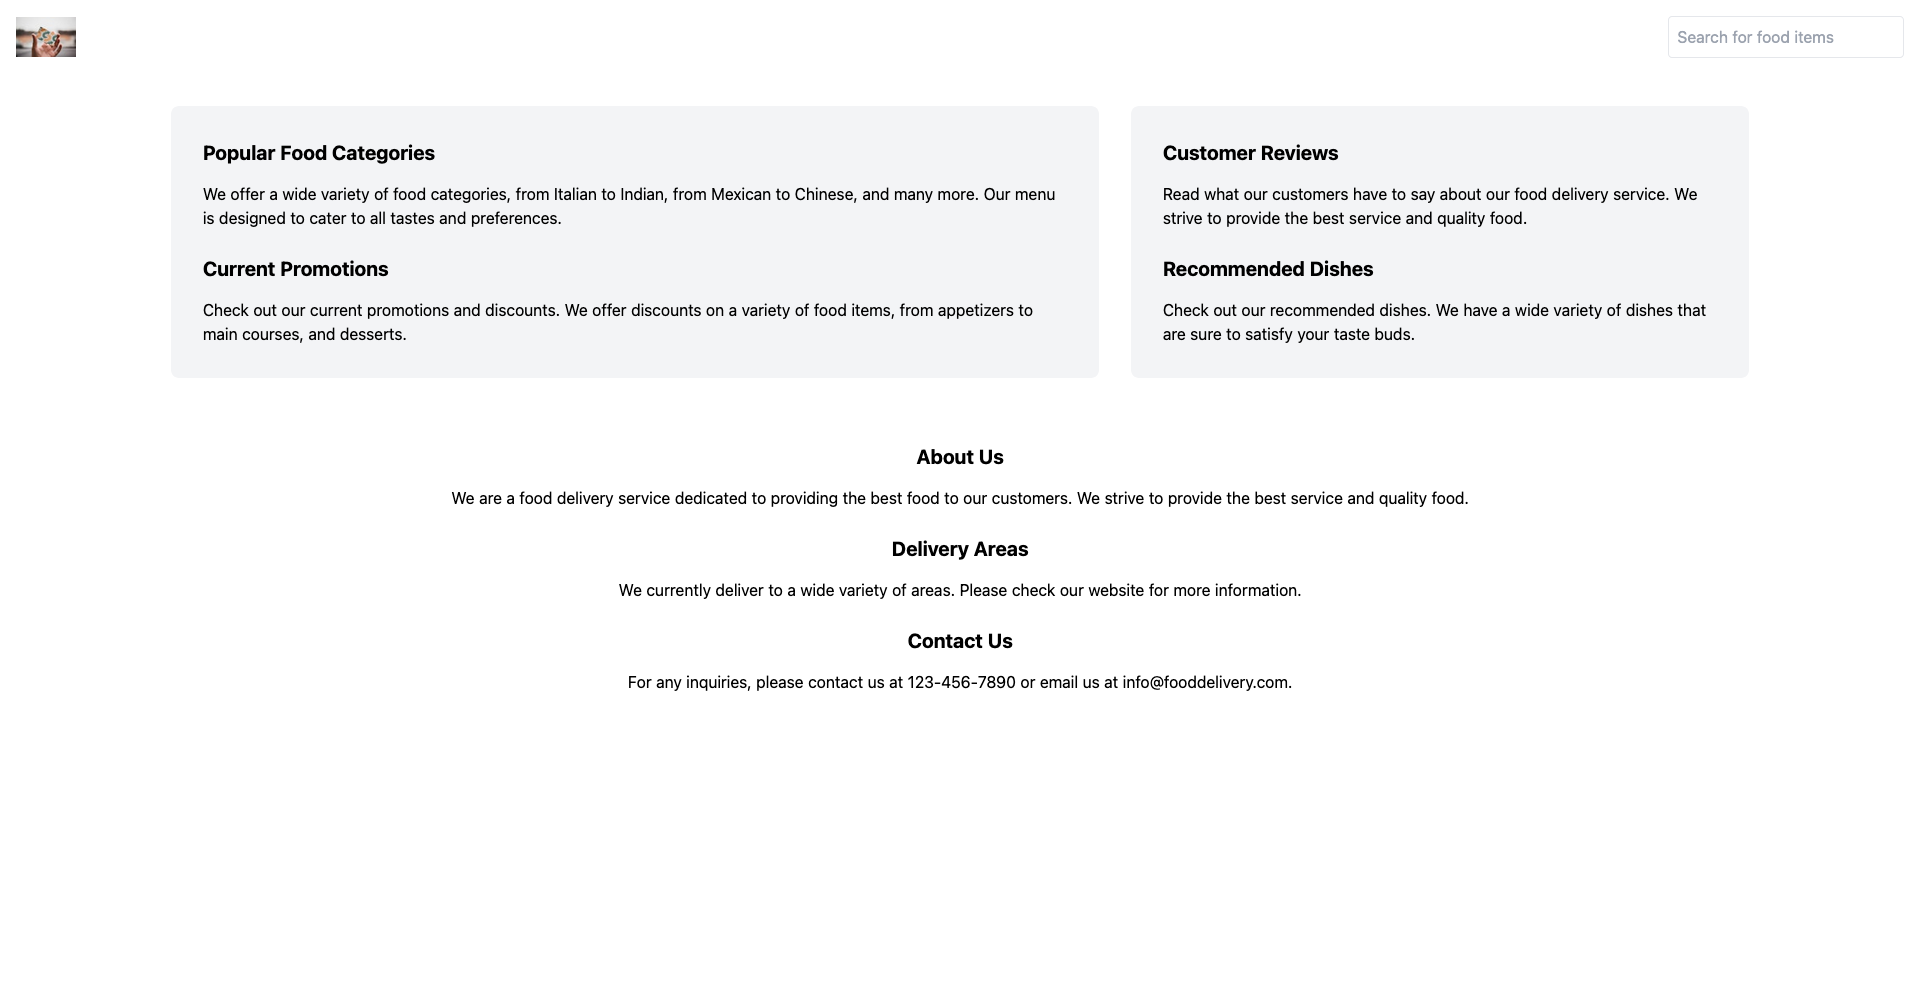 Search for food items
Popular Food Categories
We offer a wide variety of food categories, from Italian to Indian, from Mexican to Chinese, and many more. Our menu
is designed to cater to all tastes and preferences.
Current Promotions
Check out our current promotions and discounts. We offer discounts on a variety of food items, from appetizers to
main courses, and desserts.
Customer Reviews
Read what our customers have to say about our food delivery service. We
strive to provide the best service and quality food.
Recommended Dishes
Check out our recommended dishes. We have a wide variety of dishes that
are sure to satisfy your taste buds.
About Us
We are a food delivery service dedicated to providing the best food to our customers. We strive to provide the best service and quality food.
Delivery Areas
We currently deliver to a wide variety of areas. Please check our website for more information.
Contact Us
For any inquiries, please contact us at 123-456-7890 or email us at info@fooddelivery.com.